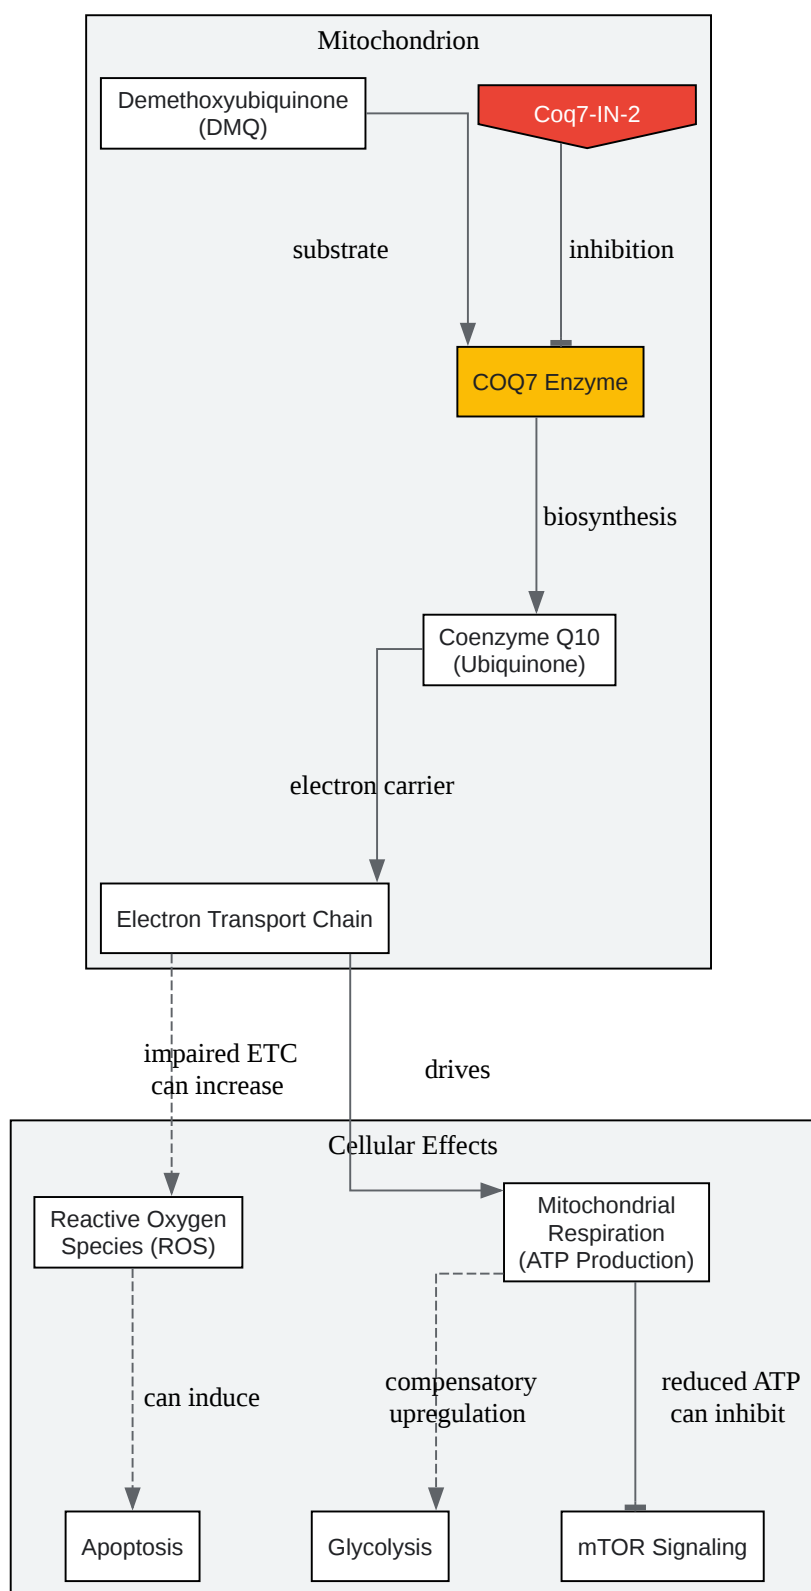 Mitochondrion
Demethoxyubiquinone
(DMQ)
Coq7-IN-2
substrate
inhibition
COQ7 Enzyme
biosynthesis
Coenzyme Q10
(Ubiquinone)
electron carrier
Electron Transport Chain
impaired ETC
can increase
drives
Cellular Effects
Reactive Oxygen
Species (ROS)
Mitochondrial
Respiration
(ATP Production)
can induce
compensatory
upregulation
reduced ATP
can inhibit
Apoptosis
Glycolysis
mTOR Signaling